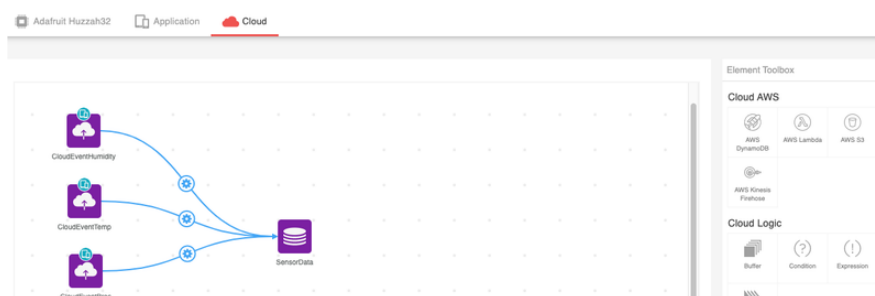 Adafruit Huzzah32 Application Cloud
Element Toolbox
Cloud AWS
AWS DynamoDB
AWS Lambda
AWS S3
AWS Kinesis Firehose
Cloud Logic
Buffer
Condition
Expression
CloudEventHumidity
CloudEventTemp
SensorData